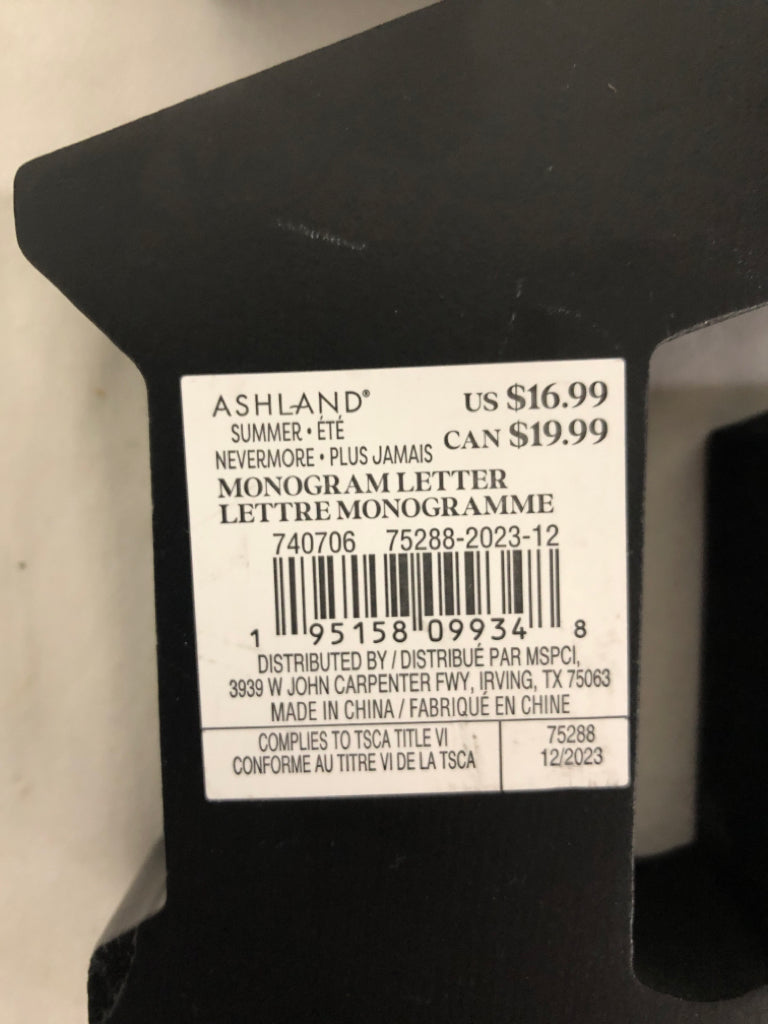 ASHLAND®
US $16.99
SUMMER • ÉTÉ
CAN $19.99
NEVERMORE • PLUS JAMAIS
MONOGRAM LETTER
LETTRE MONOGRAMME
740706 75288-2023-12
1 95158 09934 8
DISTRIBUTED BY / DISTRIBUÉ PAR MSPCI,
3939 W JOHN CARPENTER FWY, IRVING, TX 75063
MADE IN CHINA / FABRIQUÉ EN CHINE
COMPLIES TO TSCA TITLE VI
CONFORME AU TITRE VI DE LA TSCA
75288
12/2023